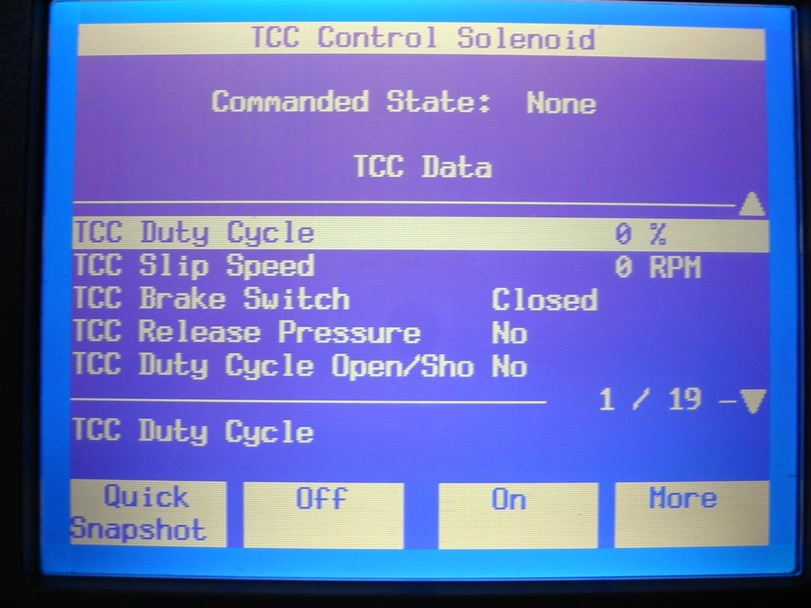 TCC Control Solenoid
Commanded State: None
TCC Data
TCC Duty Cycle 0 %
TCC Slip Speed 0 RPM
TCC Brake Switch Closed
TCC Release Pressure No
TCC Duty Cycle Open/Sho No
1 / 19
TCC Duty Cycle
Quick Snapshot
Off
On
More